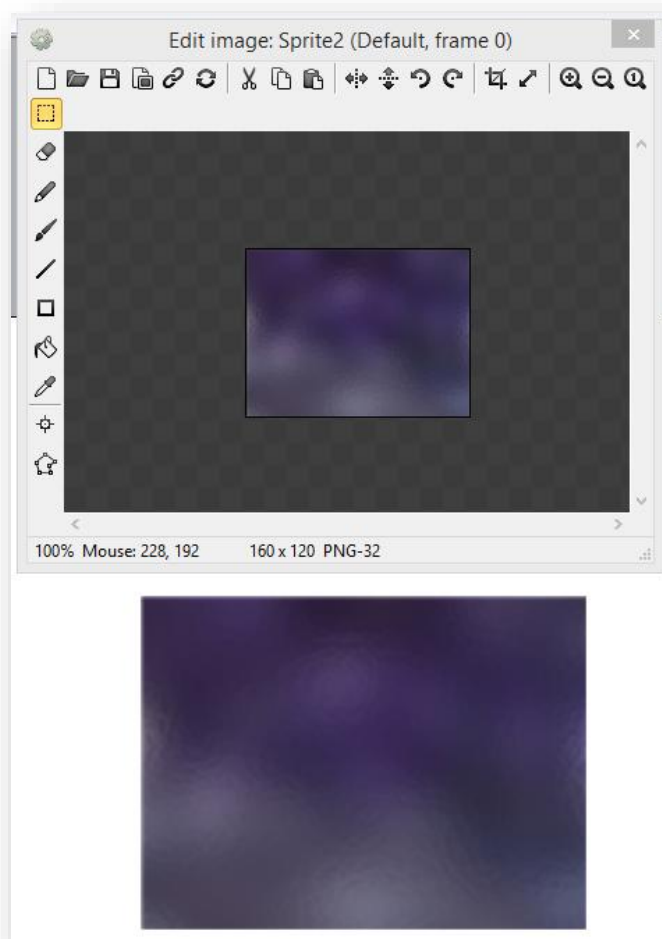 Edit image: Sprite2 (Default, frame 0)
100% Mouse: 228, 192 160 x 120 PNG-32